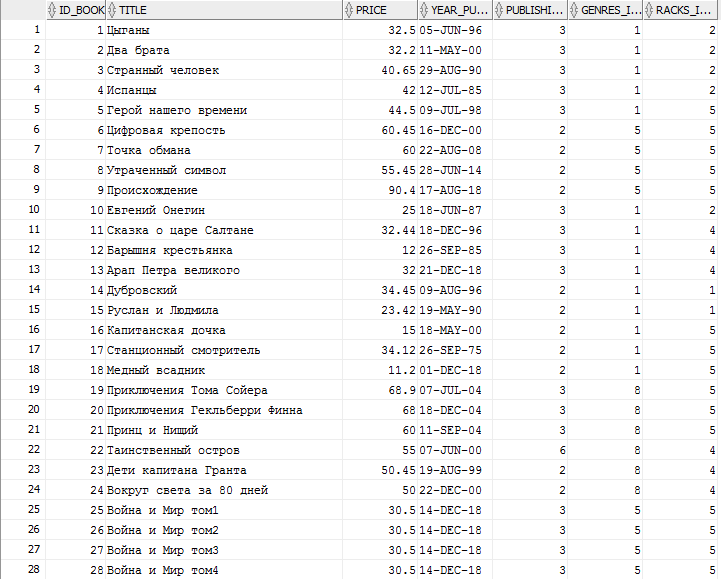 ID_BOOK TITLE PRICE YEAR_PU... PUBLISHI... GENRES_I... RACKS_I...
1 1 Цыганы 32.5 05-JUN-96 3 1 2
2 2 Два брата 32.2 11-MAY-00 3 1 2
3 3 Странный человек 40.65 29-AUG-90 3 1 2
4 4 Испанцы 42 12-JUL-85 3 1 2
5 5 Герой нашего времени 44.5 09-JUL-98 3 1 5
6 6 Цифровая крепость 60.45 16-DEC-00 2 5 5
7 7 Точка обмана 60 22-AUG-08 2 5 5
8 8 Утраченный символ 55.45 28-JUN-14 2 5 5
9 9 Происхождение 90.4 17-AUG-18 2 5 5
10 10 Евгений Онегин 25 18-JUN-87 3 1 2
11 11 Сказка о царе Салтане 32.44 18-DEC-96 3 1 4
12 12 Барышня крестьянка 12 26-SEP-85 3 1 4
13 13 Арап Петра великого 32 21-DEC-18 3 1 4
14 14 Дубровский 34.45 09-AUG-96 2 1 1
15 15 Руслан и Людмила 23.42 19-MAY-90 2 1 1
16 16 Капитанская дочка 15 18-MAY-00 2 1 5
17 17 Станционный смотритель 34.12 26-SEP-75 2 1 5
18 18 Медный всадник 11.2 01-DEC-18 2 1 5
19 19 Приключения Тома Сойера 68.9 07-JUL-04 3 8 5
20 20 Приключения Гекльберри Финна 68 18-DEC-04 3 8 5
21 21 Принц и Нищий 60 11-SEP-04 3 8 5
22 22 Таинственный остров 55 07-JUN-00 6 8 4
23 23 Дети капитана Гранта 50.45 19-AUG-99 2 8 4
24 24 Вокруг света за 80 дней 50 22-DEC-00 2 8 4
25 25 Война и Мир том1 30.5 14-DEC-18 3 5 5
26 26 Война и Мир том2 30.5 14-DEC-18 3 5 5
27 27 Война и Мир том3 30.5 14-DEC-18 3 5 5
28 28 Война и Мир том4 30.5 14-DEC-18 3 5 5